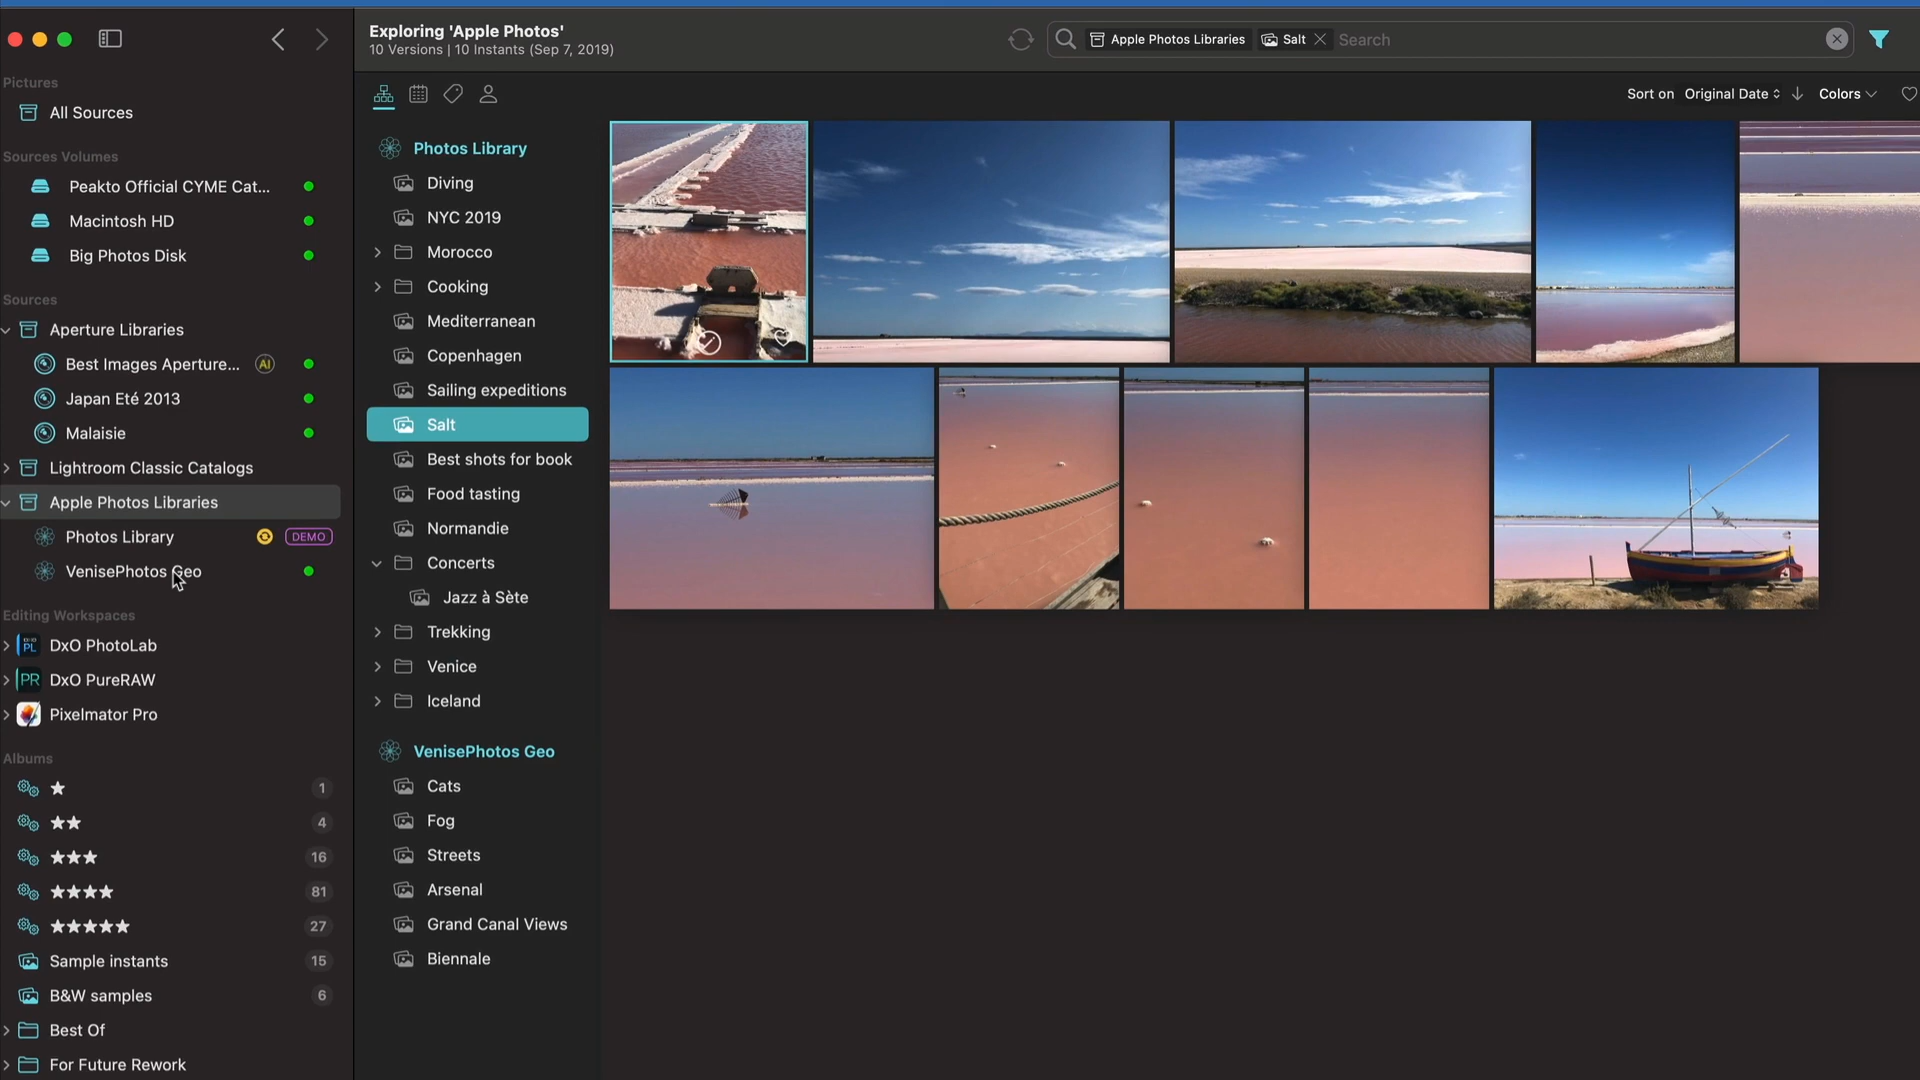 Exploring 'Apple Photos'
10 Versions | 10 Instants (Sep 7, 2019)
Apple Photos Libraries
Salt
Search
Sort on
Original Date
Colors
Pictures
All Sources
Sources Volumes
Peakto Official CYME Cat...
Macintosh HD
Big Photos Disk
Sources
Aperture Libraries
Best Images Aperture...
AI
Japan Eté 2013
Malaisie
Lightroom Classic Catalogs
Apple Photos Libraries
Photos Library
DEMO
VenisePhotos Geo
Editing Workspaces
DxO PL
DxO PhotoLab
PR
DxO PureRAW
Pixelmator Pro
Albums
★ 1
★★ 4
★★★ 16
★★★★ 81
★★★★★ 27
Sample instants 15
B&W samples 6
Best Of
For Future Rework
Photos Library
Diving
NYC 2019
Morocco
Cooking
Mediterranean
Copenhagen
Sailing expeditions
Salt
Best shots for book
Food tasting
Normandie
Concerts
Jazz à Sète
Trekking
Venice
Iceland
VenisePhotos Geo
Cats
Fog
Streets
Arsenal
Grand Canal Views
Biennale